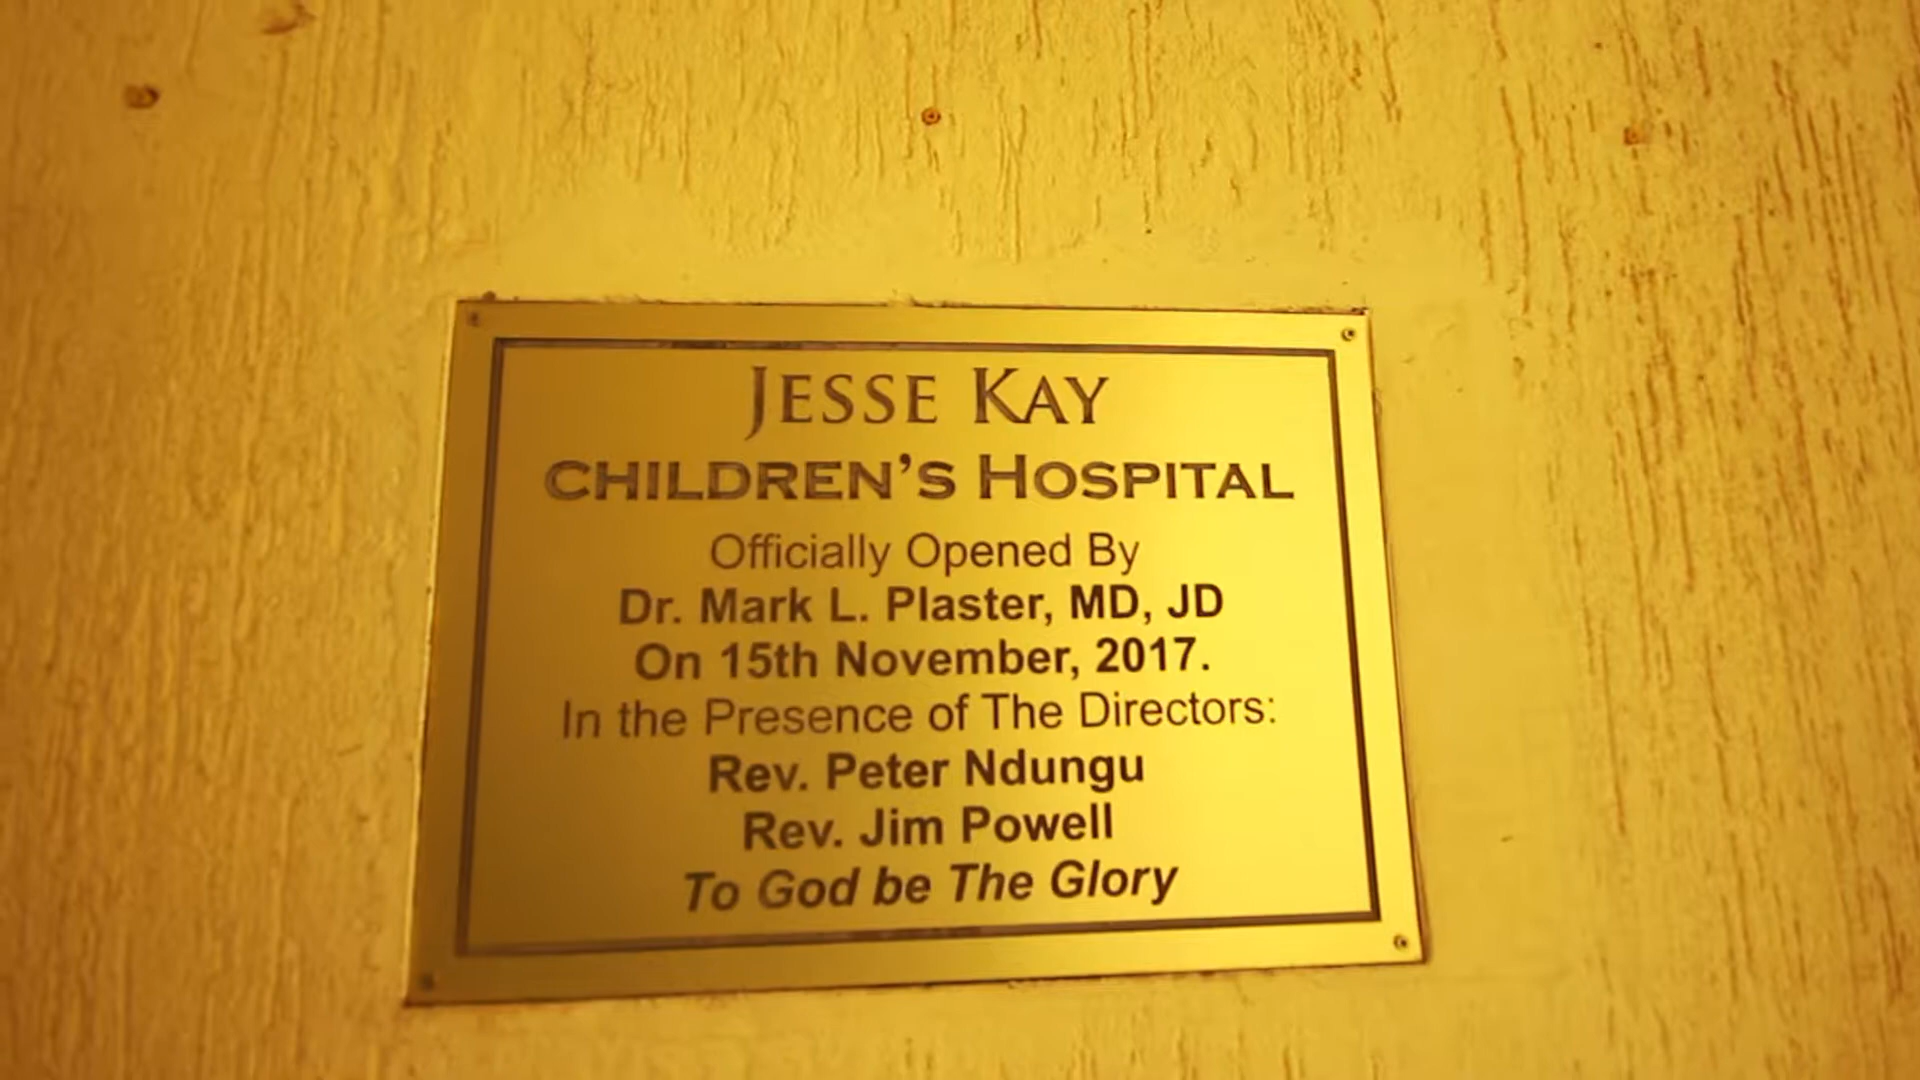 JESSE KAY
CHILDREN'S HOSPITAL
Officially Opened By
Dr. Mark L. Plaster, MD, JD
On 15th November, 2017.
In the Presence of The Directors:
Rev. Peter Ndungu
Rev. Jim Powell
To God be The Glory